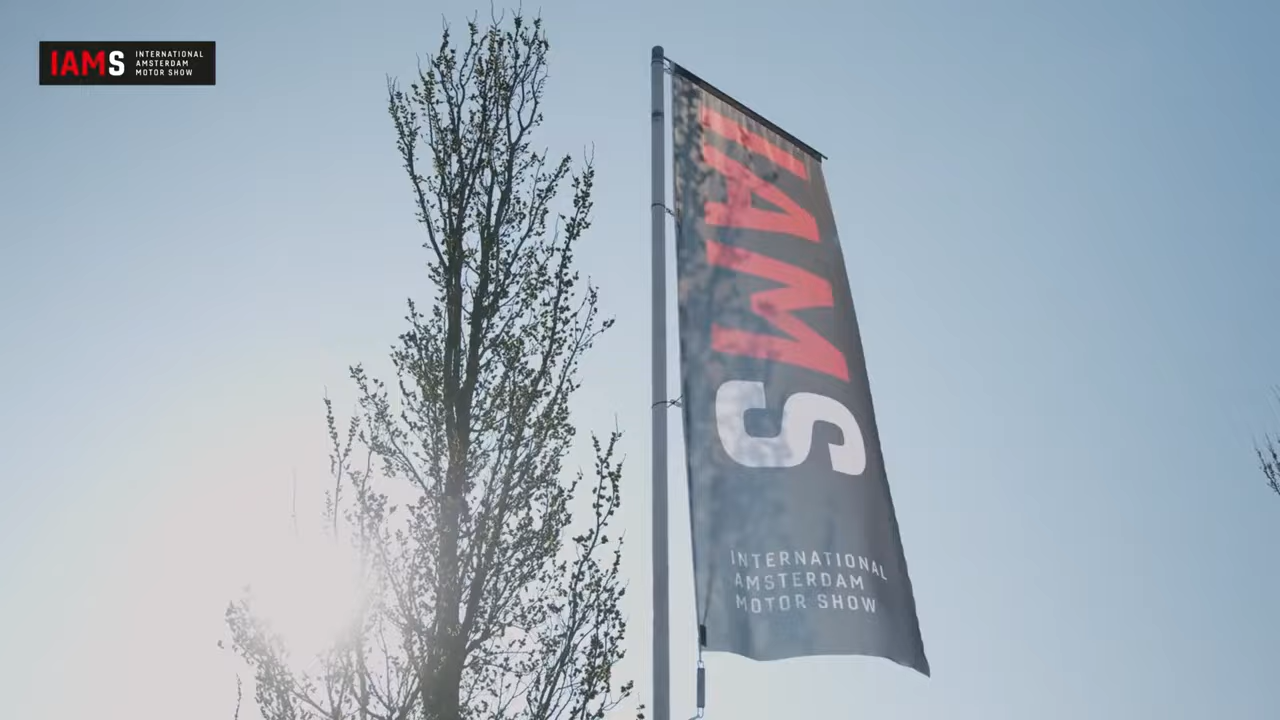 IAMS
INTERNATIONAL
AMSTERDAM
MOTOR SHOW
IAMS
INTERNATIONAL
AMSTERDAM
MOTOR SHOW